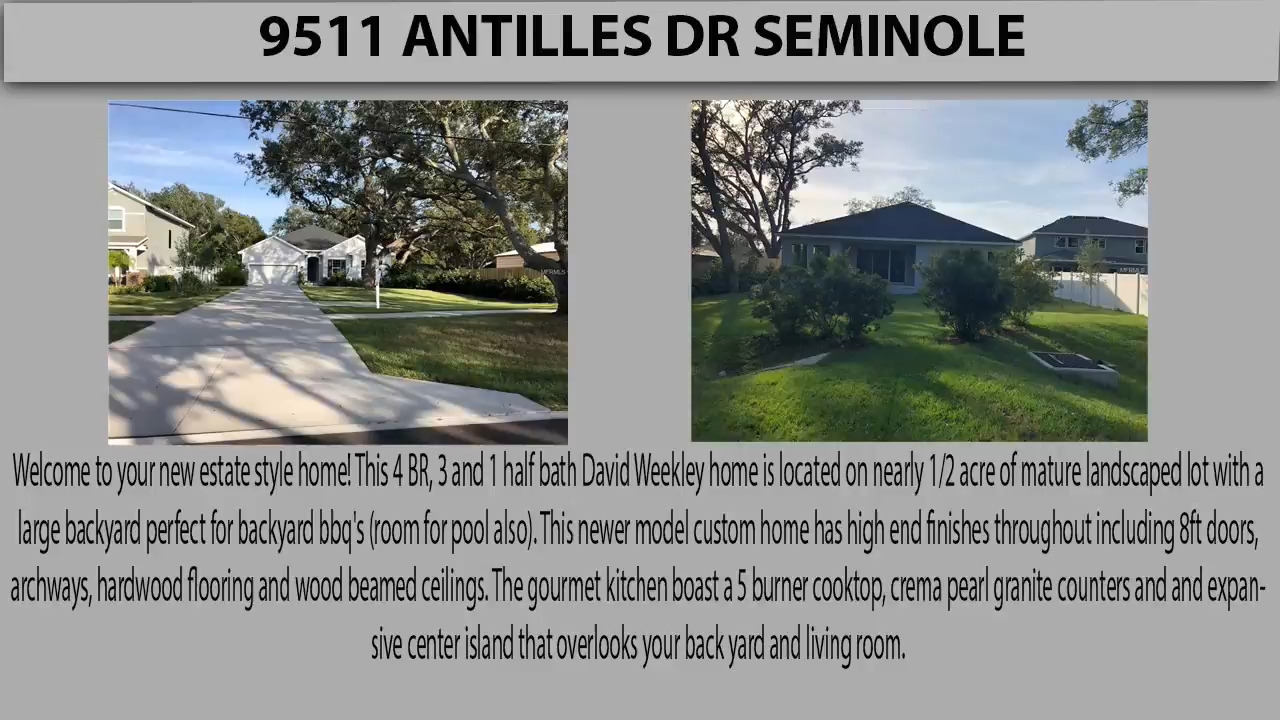 9511 ANTILLES DR SEMINOLE
MFRMLS
MFRMLS
Welcome to your new estate style home! This 4 BR, 3 and 1 half bath David Weekley home is located on nearly 1/2 acre of mature landscaped lot with a
large backyard perfect for backyard bbq's (room for pool also). This newer model custom home has high end finishes throughout including 8ft doors,
archways, hardwood flooring and wood beamed ceilings. The gourmet kitchen boast a 5 burner cooktop, crema pearl granite counters and and expan-
sive center island that overlooks your back yard and living room.